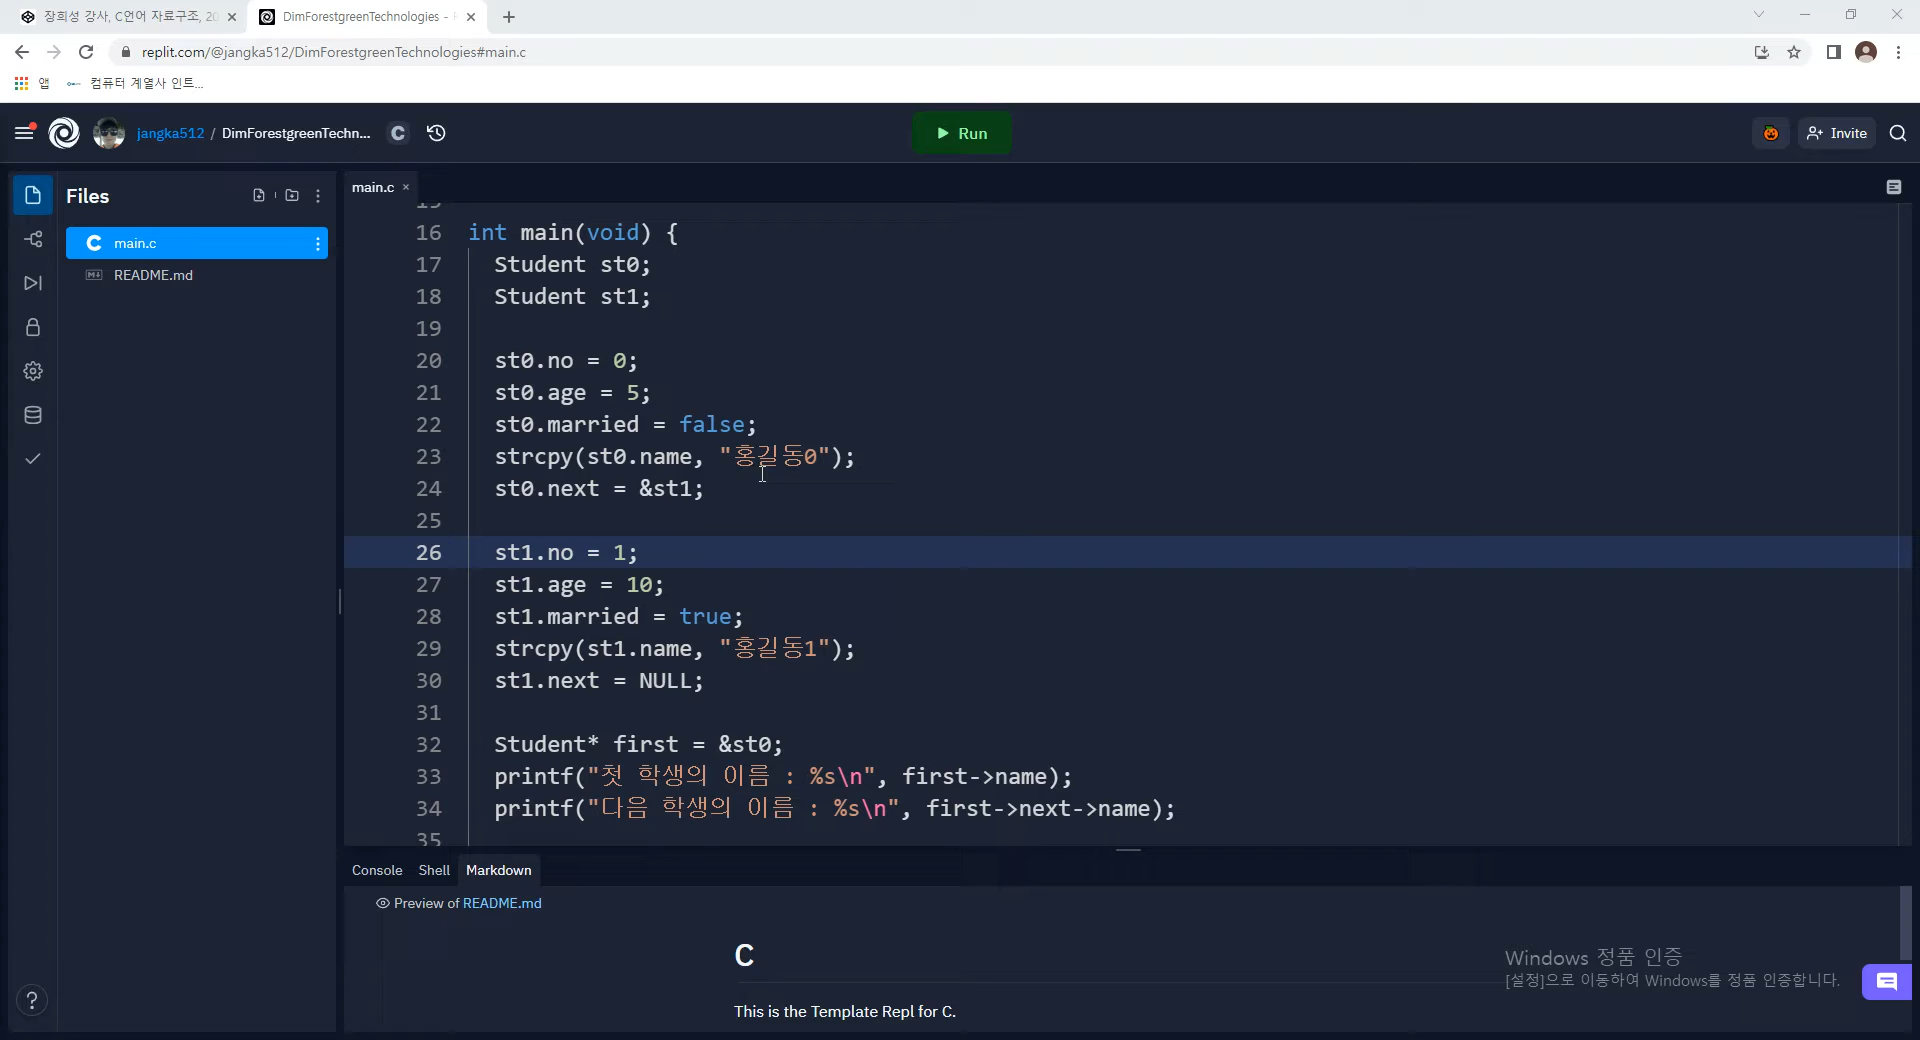 장희성 강사, C언어 자료구조, 20
DimForestgreenTechnologies -
replit.com/@jangka512/DimForestgreenTechnologies#main.c
앱
컴퓨터 계열사 인트...
jangka512 / DimForestgreenTechn...
Run
Invite
Files
main.c
README.md
main.c
16 int main(void) {
17 Student st0;
18 Student st1;
19
20 st0.no = 0;
21 st0.age = 5;
22 st0.married = false;
23 strcpy(st0.name, "홍길동0");
24 st0.next = &st1;
25
26 st1.no = 1;
27 st1.age = 10;
28 st1.married = true;
29 strcpy(st1.name, "홍길동1");
30 st1.next = NULL;
31
32 Student* first = &st0;
33 printf("첫 학생의 이름 : %s\n", first->name);
34 printf("다음 학생의 이름 : %s\n", first->next->name);
35
Console Shell Markdown
Preview of README.md
C
This is the Template Repl for C.
Windows 정품 인증
[설정]으로 이동하여 Windows를 정품 인증합니다.